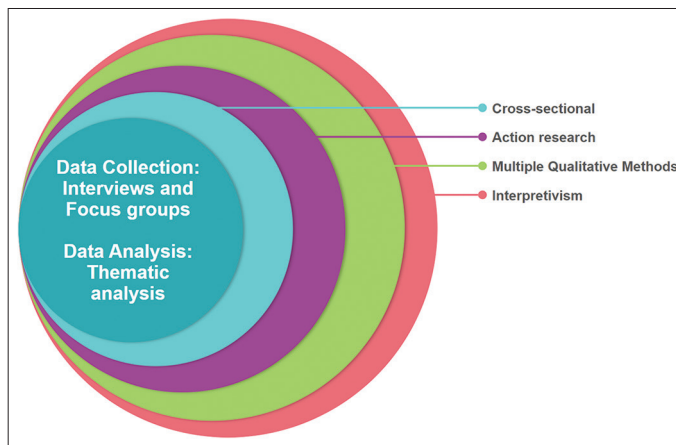 Data Collection:
Interviews and
Focus groups
Data Analysis:
Thematic
analysis
Cross-sectional
Action research
Multiple Qualitative Methods
Interpretivism